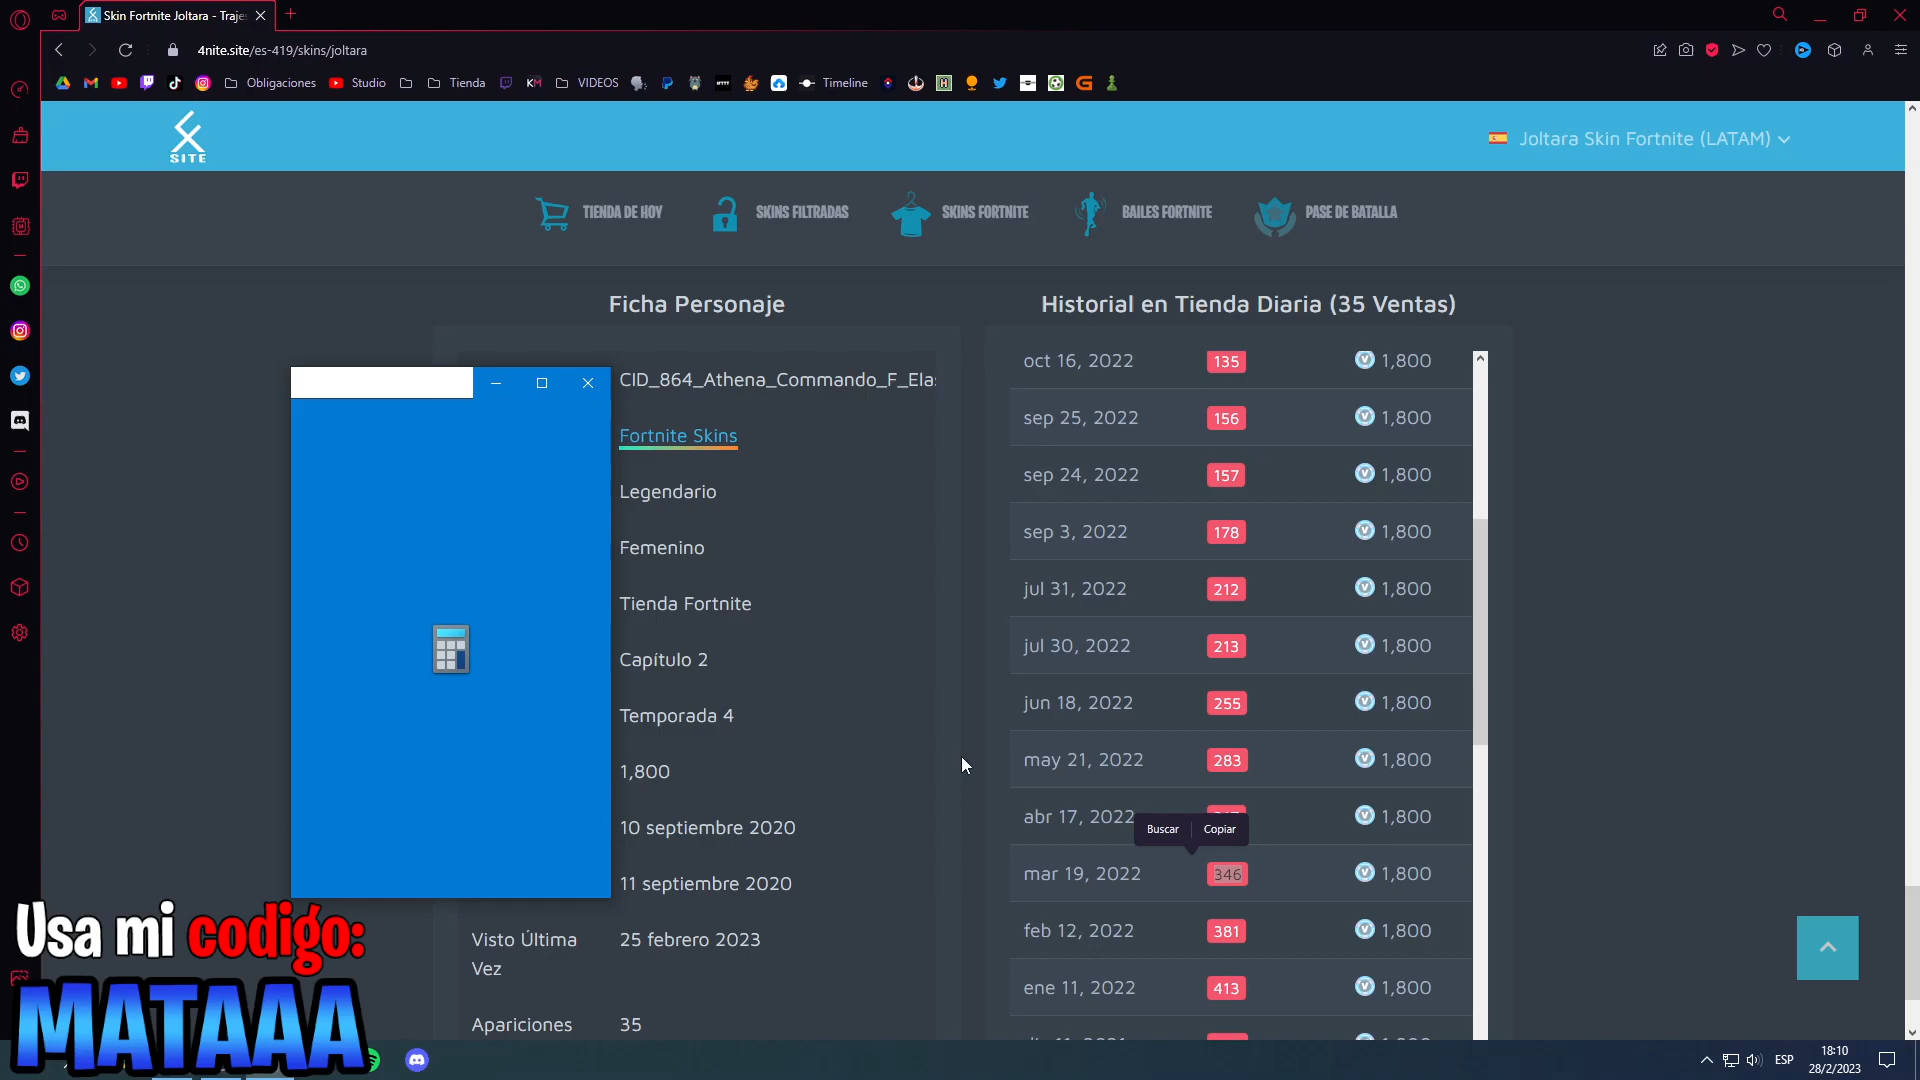 Skin Fortnite Joltara - Traje
4nite.site/es-419/skins/joltara
Obligaciones
Studio
Tienda
KM
VIDEOS
Timeline
SITE
Joltara Skin Fortnite (LATAM)
TIENDA DE HOY
SKINS FILTRADAS
SKINS FORTNITE
BAILES FORTNITE
PASE DE BATALLA
Ficha Personaje
CID_864_Athena_Commando_F_Elas
Fortnite Skins
Legendario
Femenino
Tienda Fortnite
Capítulo 2
Temporada 4
1,800
10 septiembre 2020
11 septiembre 2020
Visto Última
Vez
25 febrero 2023
Apariciones
35
Historial en Tienda Diaria (35 Ventas)
oct 16, 2022 135 1,800
sep 25, 2022 156 1,800
sep 24, 2022 157 1,800
sep 3, 2022 178 1,800
jul 31, 2022 212 1,800
jul 30, 2022 213 1,800
jun 18, 2022 255 1,800
may 21, 2022 283 1,800
abr 17, 2022 1,800
Buscar Copiar
mar 19, 2022 346 1,800
feb 12, 2022 381 1,800
ene 11, 2022 413 1,800
Usa mi codigo:
MATAAA
ESP
18:10
28/2/2023